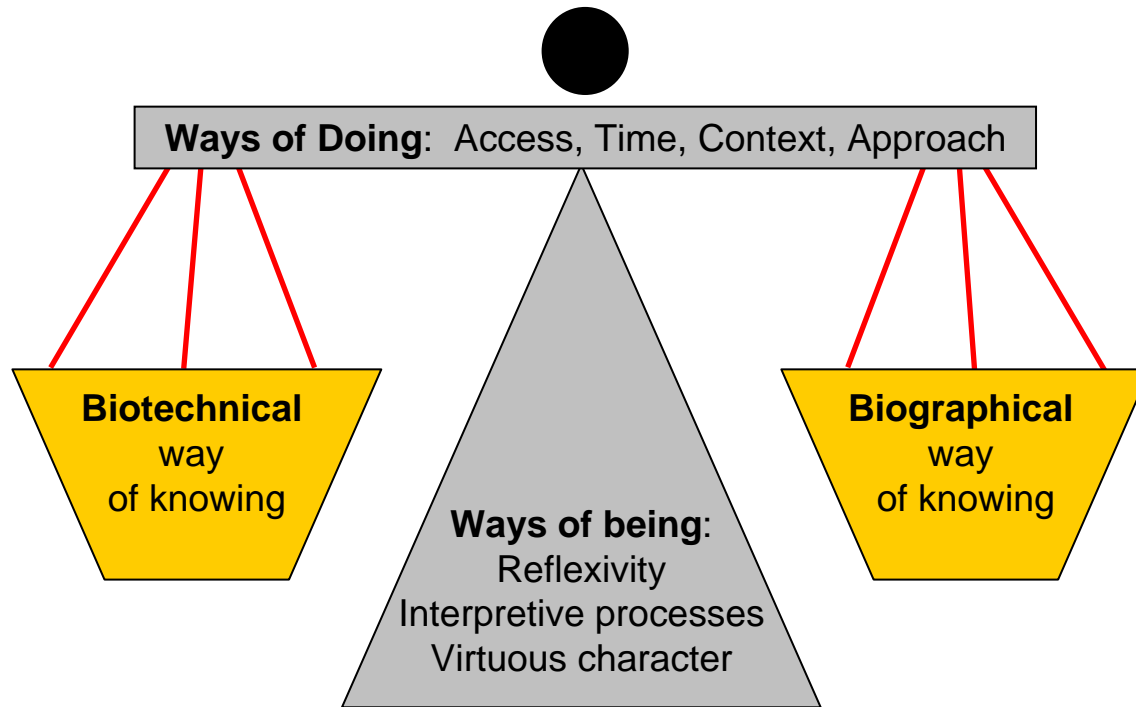 Ways of Doing: Access, Time, Context, Approach
Biotechnical
way
of knowing
Biographical
way
of knowing
Ways of being:
Reflexivity
Interpretive processes
Virtuous character